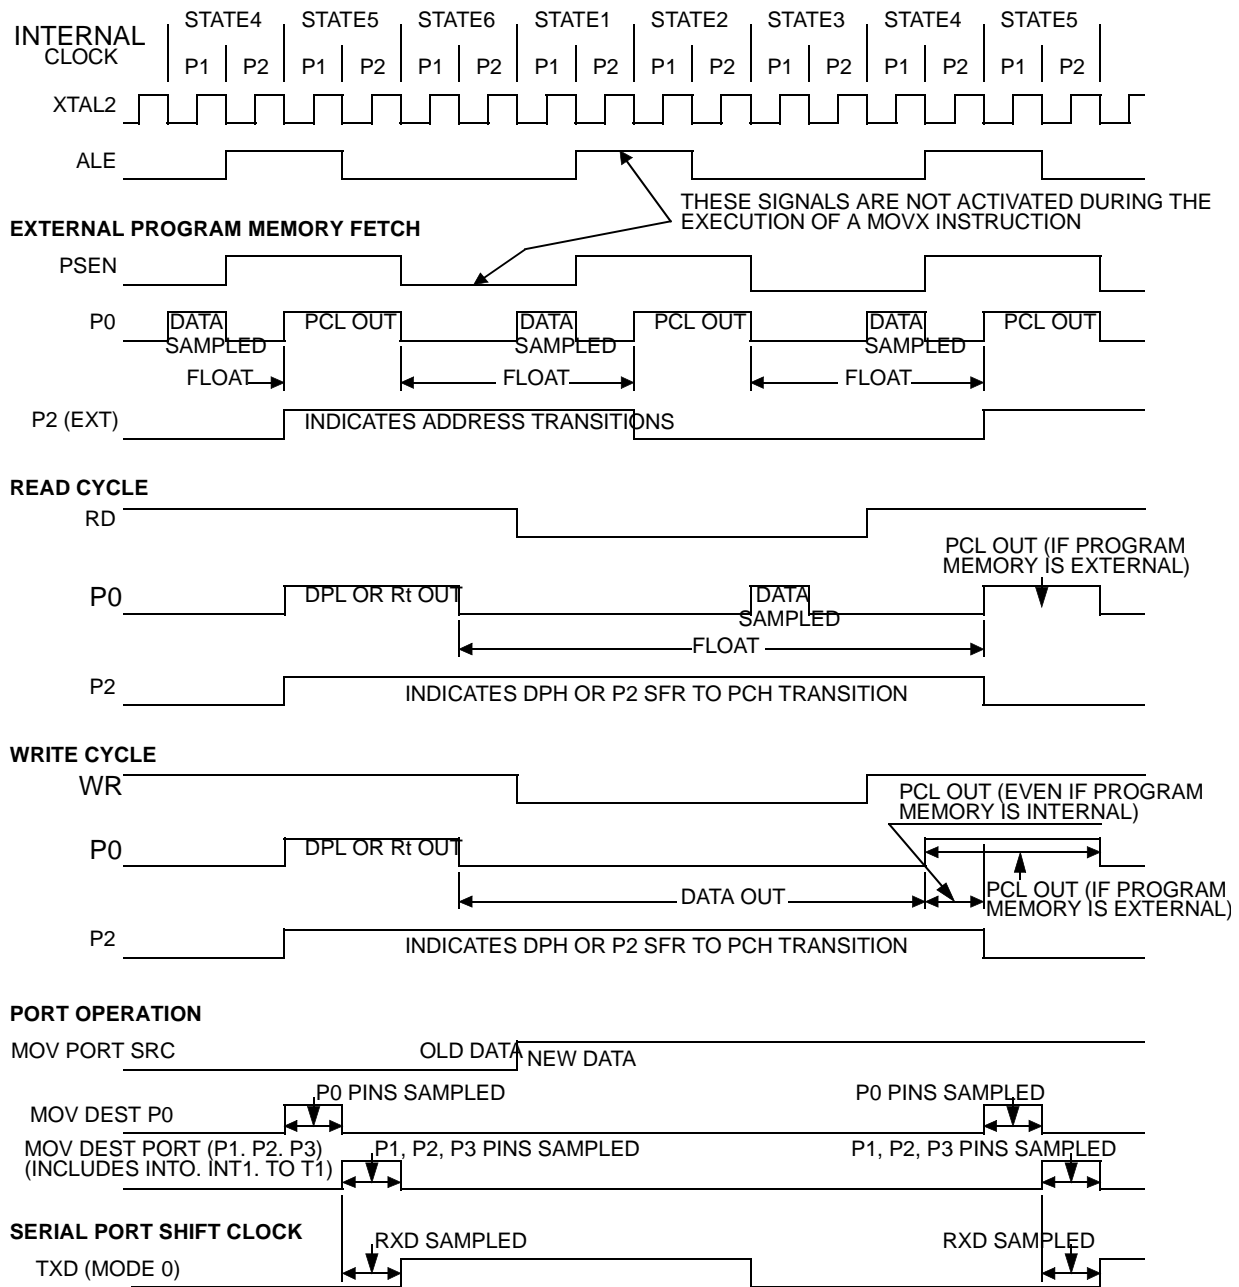 INTERNAL CLOCK
STATE4 STATE5 STATE6 STATE1 STATE2 STATE3 STATE4 STATE5
P1 P2 P1 P2 P1 P2 P1 P2 P1 P2 P1 P2 P1 P2 P1 P2
XTAL2
ALE
THESE SIGNALS ARE NOT ACTIVATED DURING THE
EXECUTION OF A MOVX INSTRUCTION
EXTERNAL PROGRAM MEMORY FETCH
PSEN
P0
DATA
SAMPLED
PCL OUT
DATA
SAMPLED
PCL OUT
DATA
SAMPLED
PCL OUT
FLOAT FLOAT FLOAT
P2 (EXT)
INDICATES ADDRESS TRANSITIONS
READ CYCLE
RD
PCL OUT (IF PROGRAM
MEMORY IS EXTERNAL)
P0
DPL OR Rt OUT
DATA
SAMPLED
FLOAT
P2
INDICATES DPH OR P2 SFR TO PCH TRANSITION
WRITE CYCLE
WR
PCL OUT (EVEN IF PROGRAM
MEMORY IS INTERNAL)
P0
DPL OR Rt OUT
DATA OUT
PCL OUT (IF PROGRAM
MEMORY IS EXTERNAL)
P2
INDICATES DPH OR P2 SFR TO PCH TRANSITION
PORT OPERATION
MOV PORT SRC
OLD DATA
NEW DATA
P0 PINS SAMPLED
P0 PINS SAMPLED
MOV DEST P0
MOV DEST PORT (P1. P2. P3)
(INCLUDES INTO. INT1. TO T1)
P1, P2, P3 PINS SAMPLED
P1, P2, P3 PINS SAMPLED
SERIAL PORT SHIFT CLOCK
RXD SAMPLED
RXD SAMPLED
TXD (MODE 0)